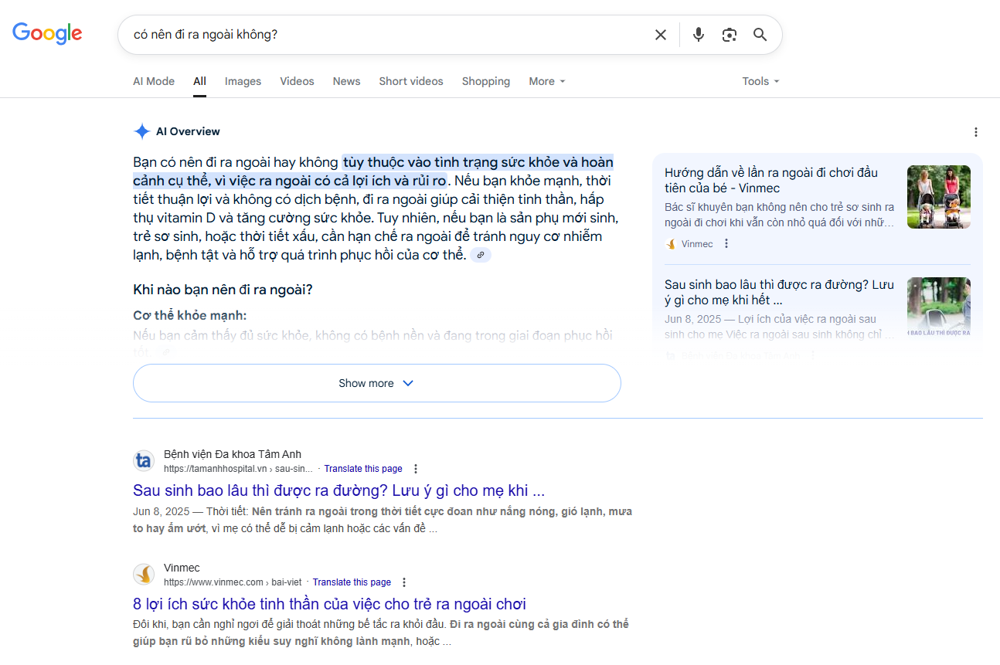 Google
có nên đi ra ngoài không?
AI Mode
All
Images
Videos
News
Short videos
Shopping
More
Tools
AI Overview
Bạn có nên đi ra ngoài hay không tùy thuộc vào tình trạng sức khỏe và hoàn
cảnh cụ thể, vì việc ra ngoài có cả lợi ích và rủi ro. Nếu bạn khỏe mạnh, thời
tiết thuận lợi và không có dịch bệnh, đi ra ngoài giúp cải thiện tinh thần, hấp
thụ vitamin D và tăng cường sức khỏe. Tuy nhiên, nếu bạn là sản phụ mới sinh,
trẻ sơ sinh, hoặc thời tiết xấu, cần hạn chế ra ngoài để tránh nguy cơ nhiễm
lạnh, bệnh tật và hỗ trợ quá trình phục hồi của cơ thể.
Khi nào bạn nên đi ra ngoài?
Cơ thể khỏe mạnh:
Nếu bạn cảm thấy đủ sức khỏe, không có bệnh nền và đang trong giai đoạn phục hồi
tốt.
Show more
Hướng dẫn về lần ra ngoài đi chơi đầu
tiên của bé - Vinmec
Bác sĩ khuyên bạn không nên cho trẻ sơ sinh ra
ngoài đi chơi khi vẫn còn nhỏ quá đối với nhữ...
Vinmec
Sau sinh bao lâu thì được ra đường? Lưu
ý gì cho mẹ khi hết ...
Jun 8, 2025 — Lợi ích của việc ra ngoài sau
sinh cho mẹ Việc ra ngoài sau sinh không chỉ ...
BAO LÂU THÌ ĐƯỢC RA
ta Bệnh viện Đa khoa Tâm Anh
ta
Bệnh viện Đa khoa Tâm Anh
https://tamanhhospital.vn › sau-sin... · Translate this page
Sau sinh bao lâu thì được ra đường? Lưu ý gì cho mẹ khi ...
Jun 8, 2025 — Thời tiết: Nên tránh ra ngoài trong thời tiết cực đoan như nắng nóng, gió lạnh, mưa
to hay ẩm ướt, vì mẹ có thể dễ bị cảm lạnh hoặc các vấn đề ...
Vinmec
https://www.vinmec.com › bai-viet · Translate this page
8 lợi ích sức khỏe tinh thần của việc cho trẻ ra ngoài chơi
Đôi khi, bạn cần nghỉ ngơi để giải thoát những bế tắc ra khỏi đầu. Đi ra ngoài cùng cả gia đình có thể
giúp bạn rũ bỏ những kiểu suy nghĩ không lành mạnh, hoặc ...